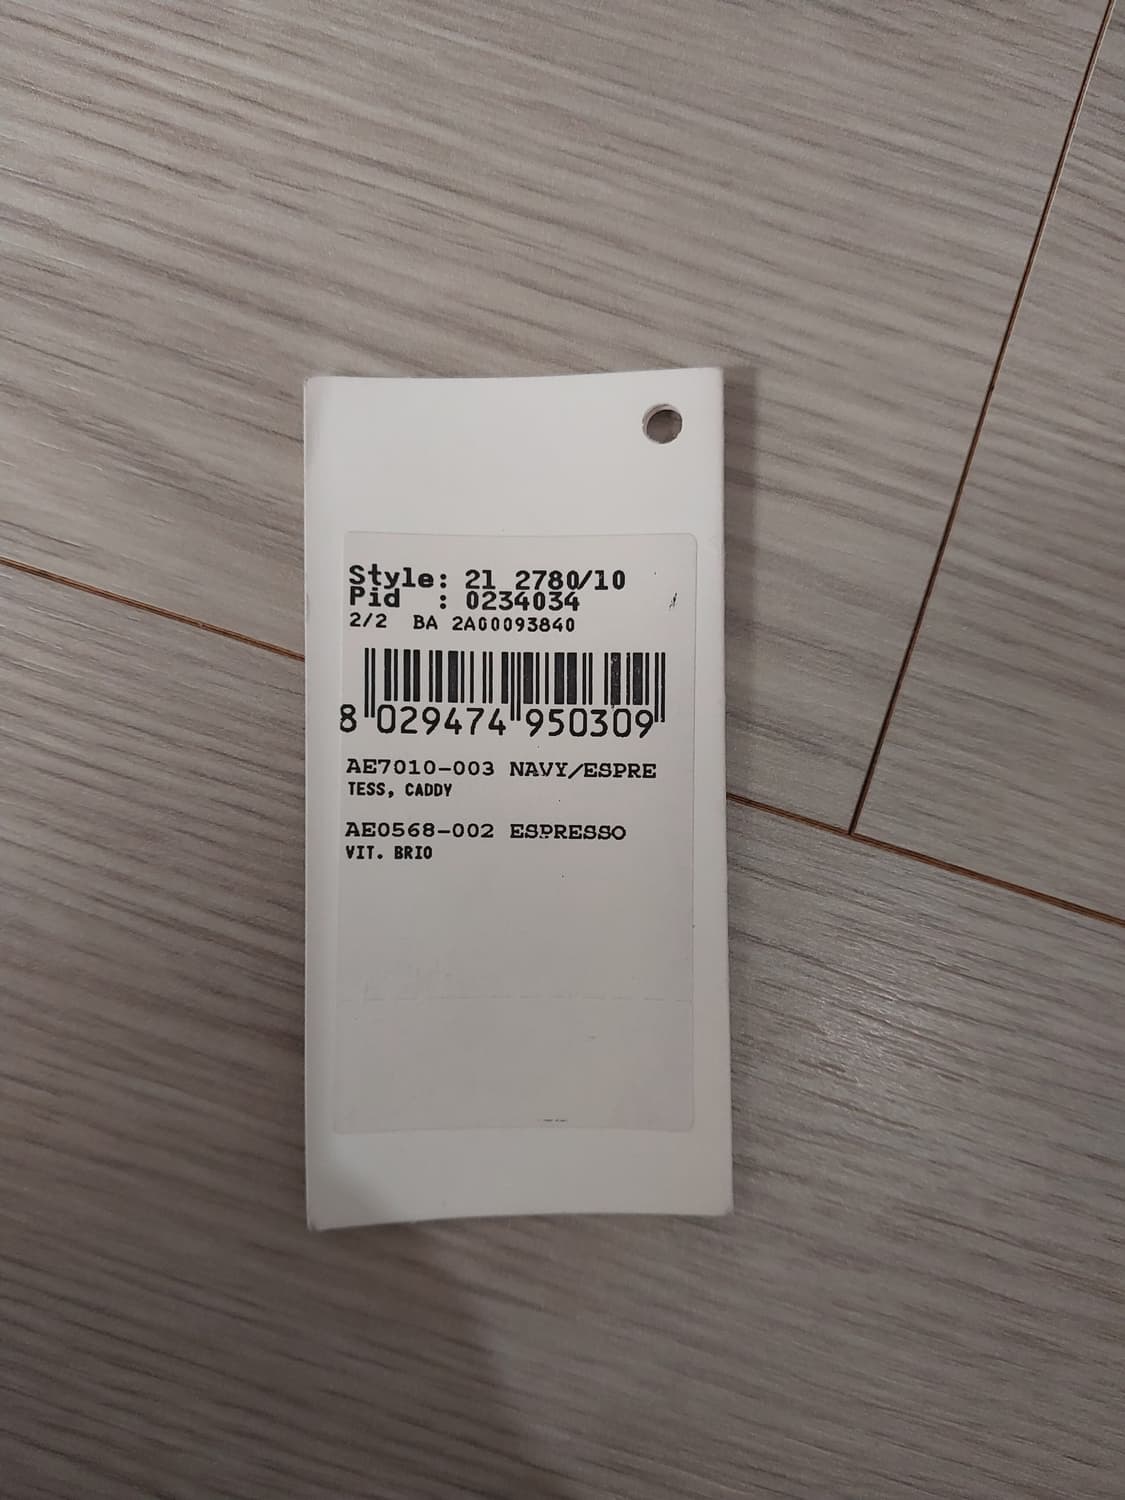 Style: 21 2780/10
Pid : 0234034
2/2 BA 2A00093840
8 029474 950309
AE7010-003 NAVY/ESPRE
TESS, CADDY
AE0568-002 ESPRESSO
VIT. BRIO